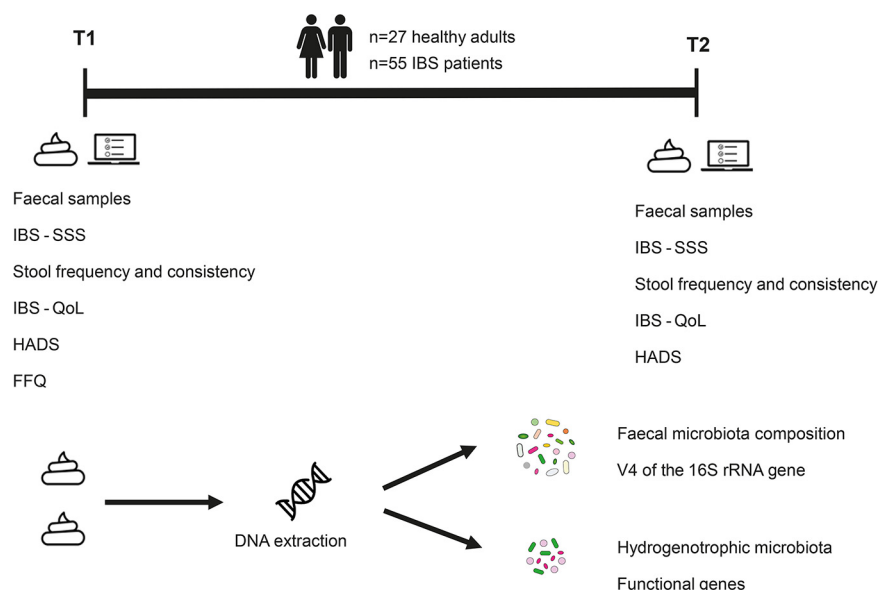 T1
n=27 healthy adults
n=55 IBS patients
T2
Faecal samples
IBS - SSS
Stool frequency and consistency
IBS - QoL
HADS
FFQ
Faecal samples
IBS - SSS
Stool frequency and consistency
IBS - QoL
HADS
DNA extraction
Faecal microbiota composition
V4 of the 16S rRNA gene
Hydrogenotrophic microbiota
Functional genes